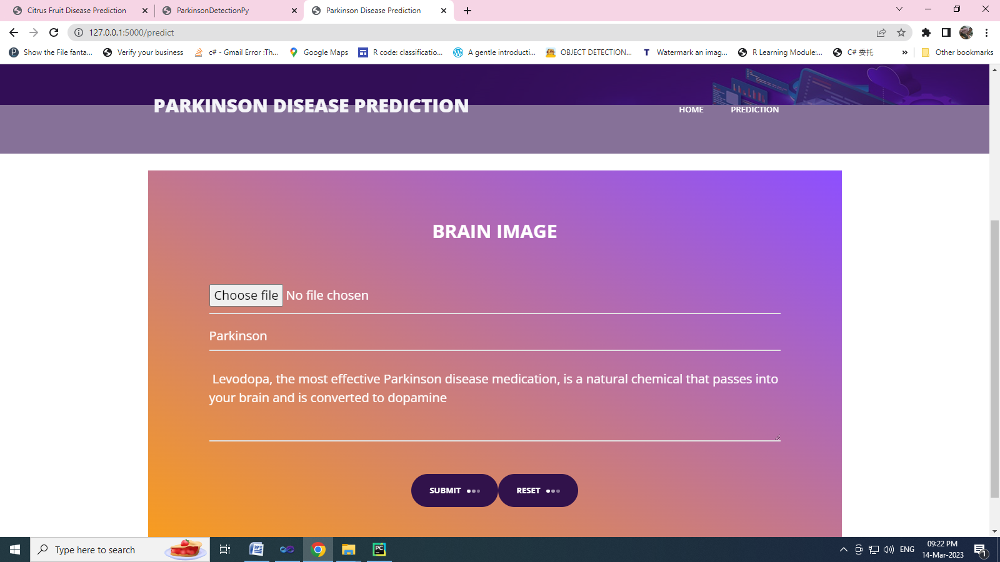 Citrus Fruit Disease Prediction
ParkinsonDetectionPy
Parkinson Disease Prediction
127.0.0.1:5000/predict
Show the File fanta...
Verify your business
c# - Gmail Error :Th...
Google Maps
R code: classificatio...
A gentle introducti...
OBJECT DETECTION...
T Watermark an imag...
R Learning Module:...
C# 委托
»
Other bookmarks
PARKINSON DISEASE PREDICTION
HOME
PREDICTION
BRAIN IMAGE
Choose file No file chosen
Parkinson
Levodopa, the most effective Parkinson disease medication, is a natural chemical that passes into
your brain and is converted to dopamine
SUBMIT
RESET
Type here to search
ENG
09:22 PM
14-Mar-2023
1